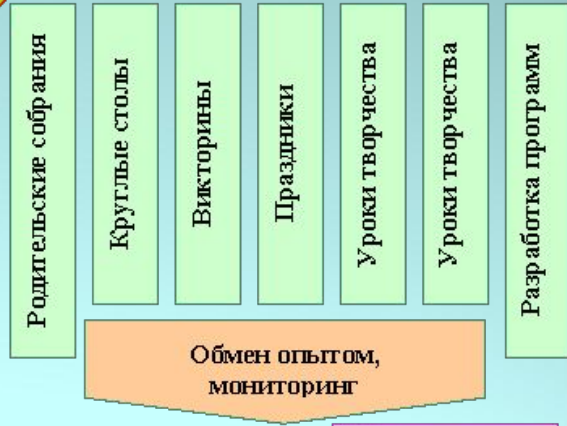 Родительские собрания
Круглые столы
Викторины
Праздники
Уроки творчества
Уроки творчества
Разработка программ
Обмен опытом,
мониторинг